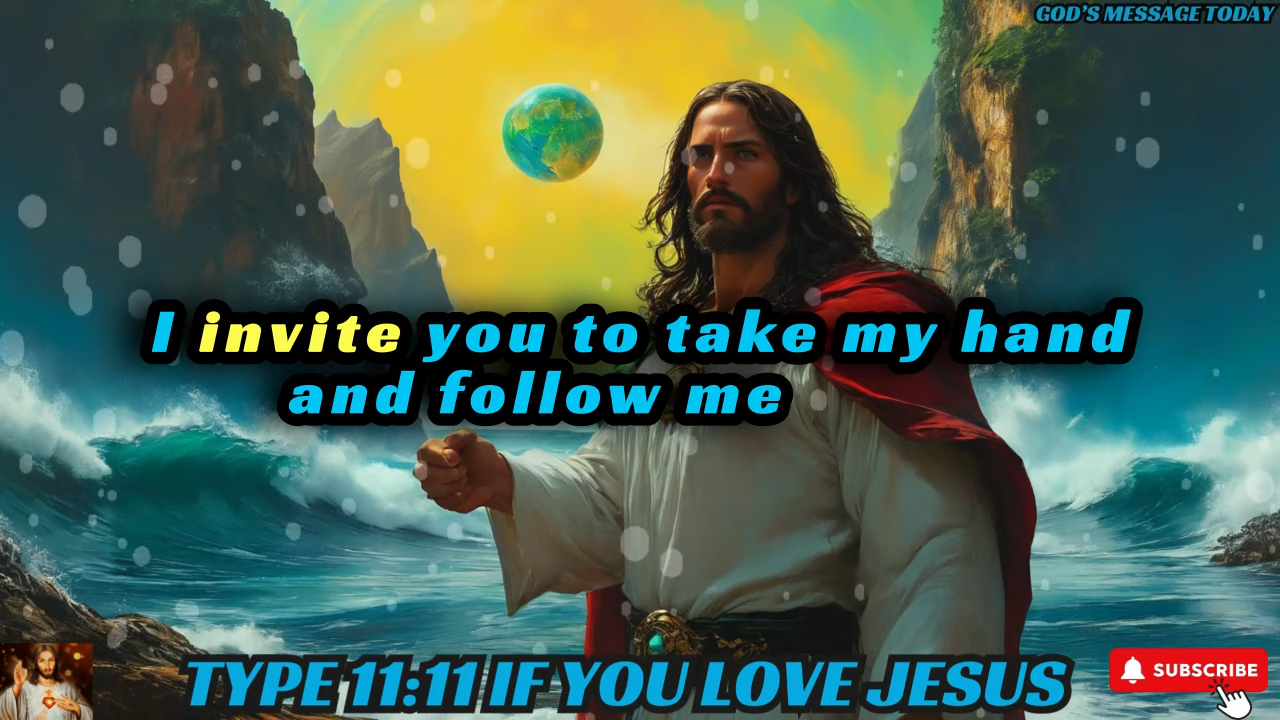 GOD'S MESSAGE TODAY
I invite you to take my hand
and follow me
TYPE 11:11 IF YOU LOVE JESUS
SUBSCRIBE